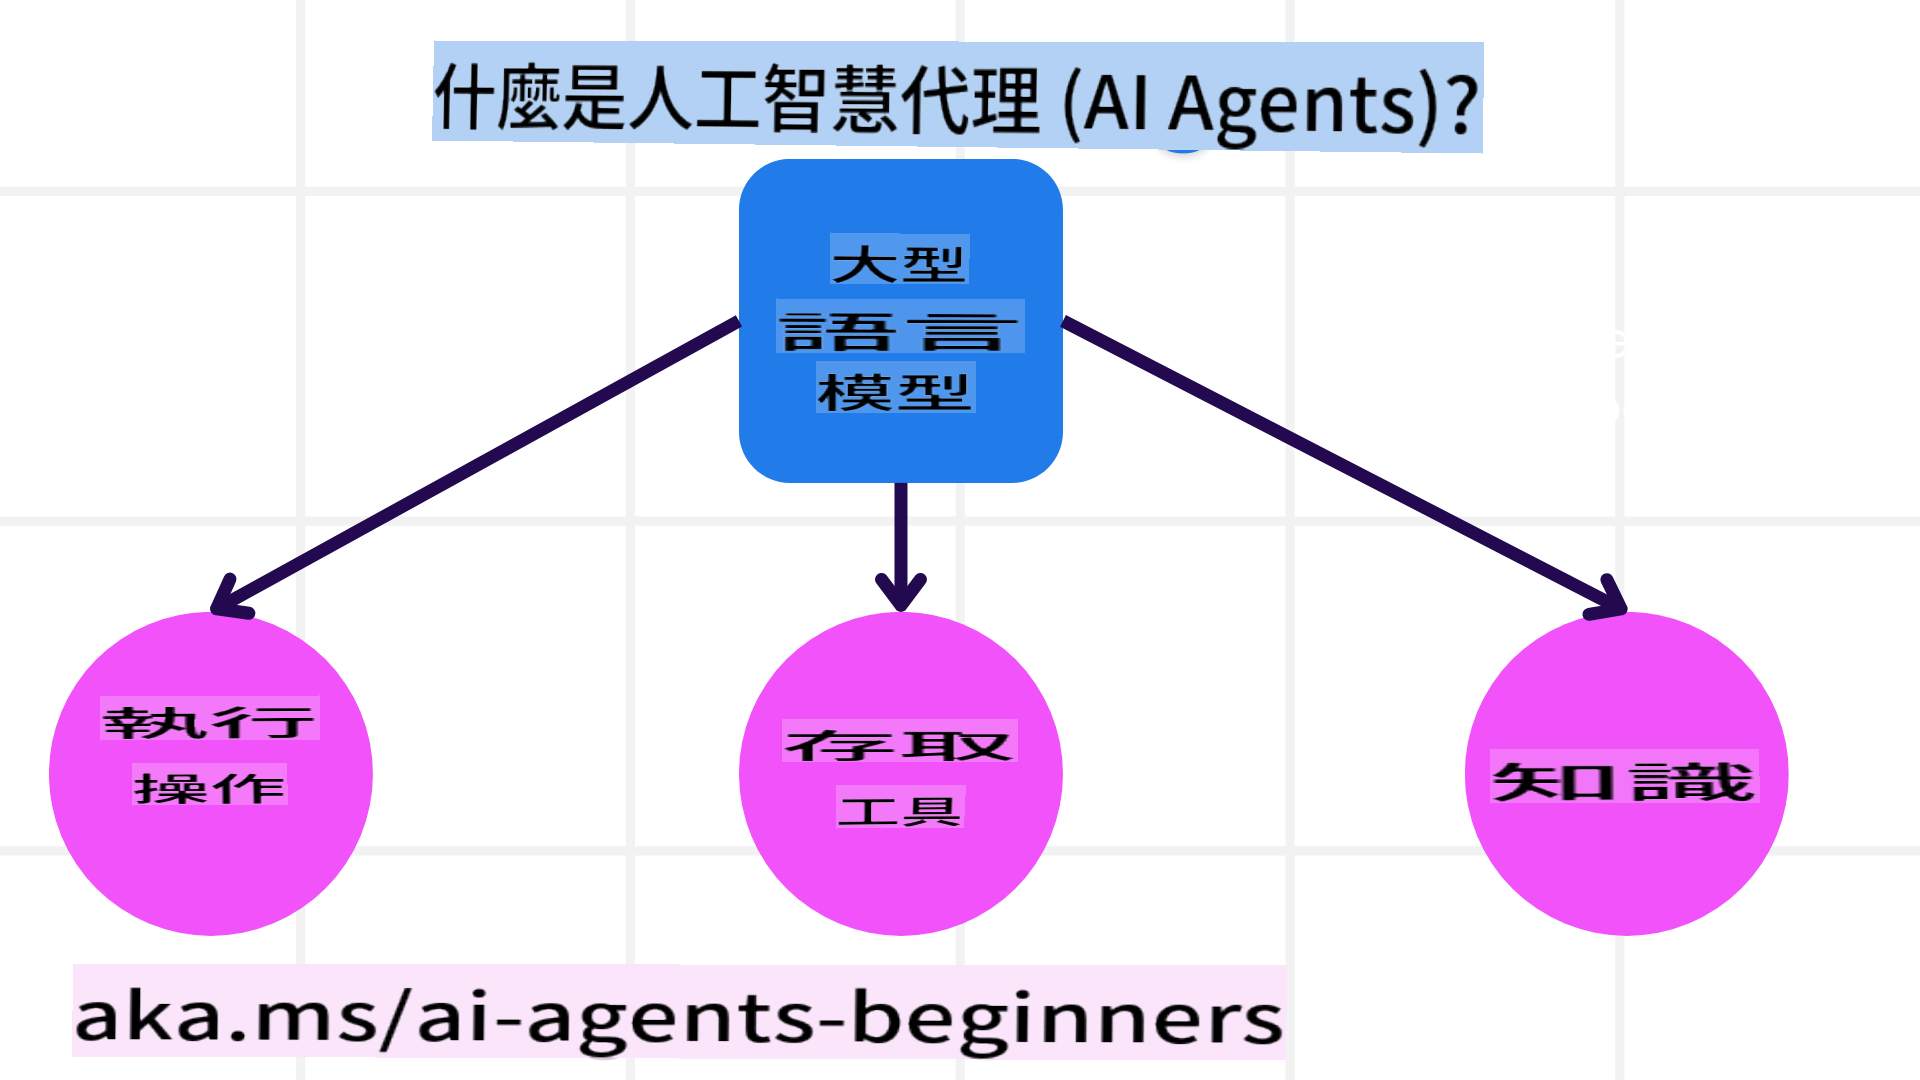 什麼是人工智慧代理 (AI Agents)?
大型
語言
模型
執行
操作
存取
工具
知識
aka.ms/ai-agents-beginners